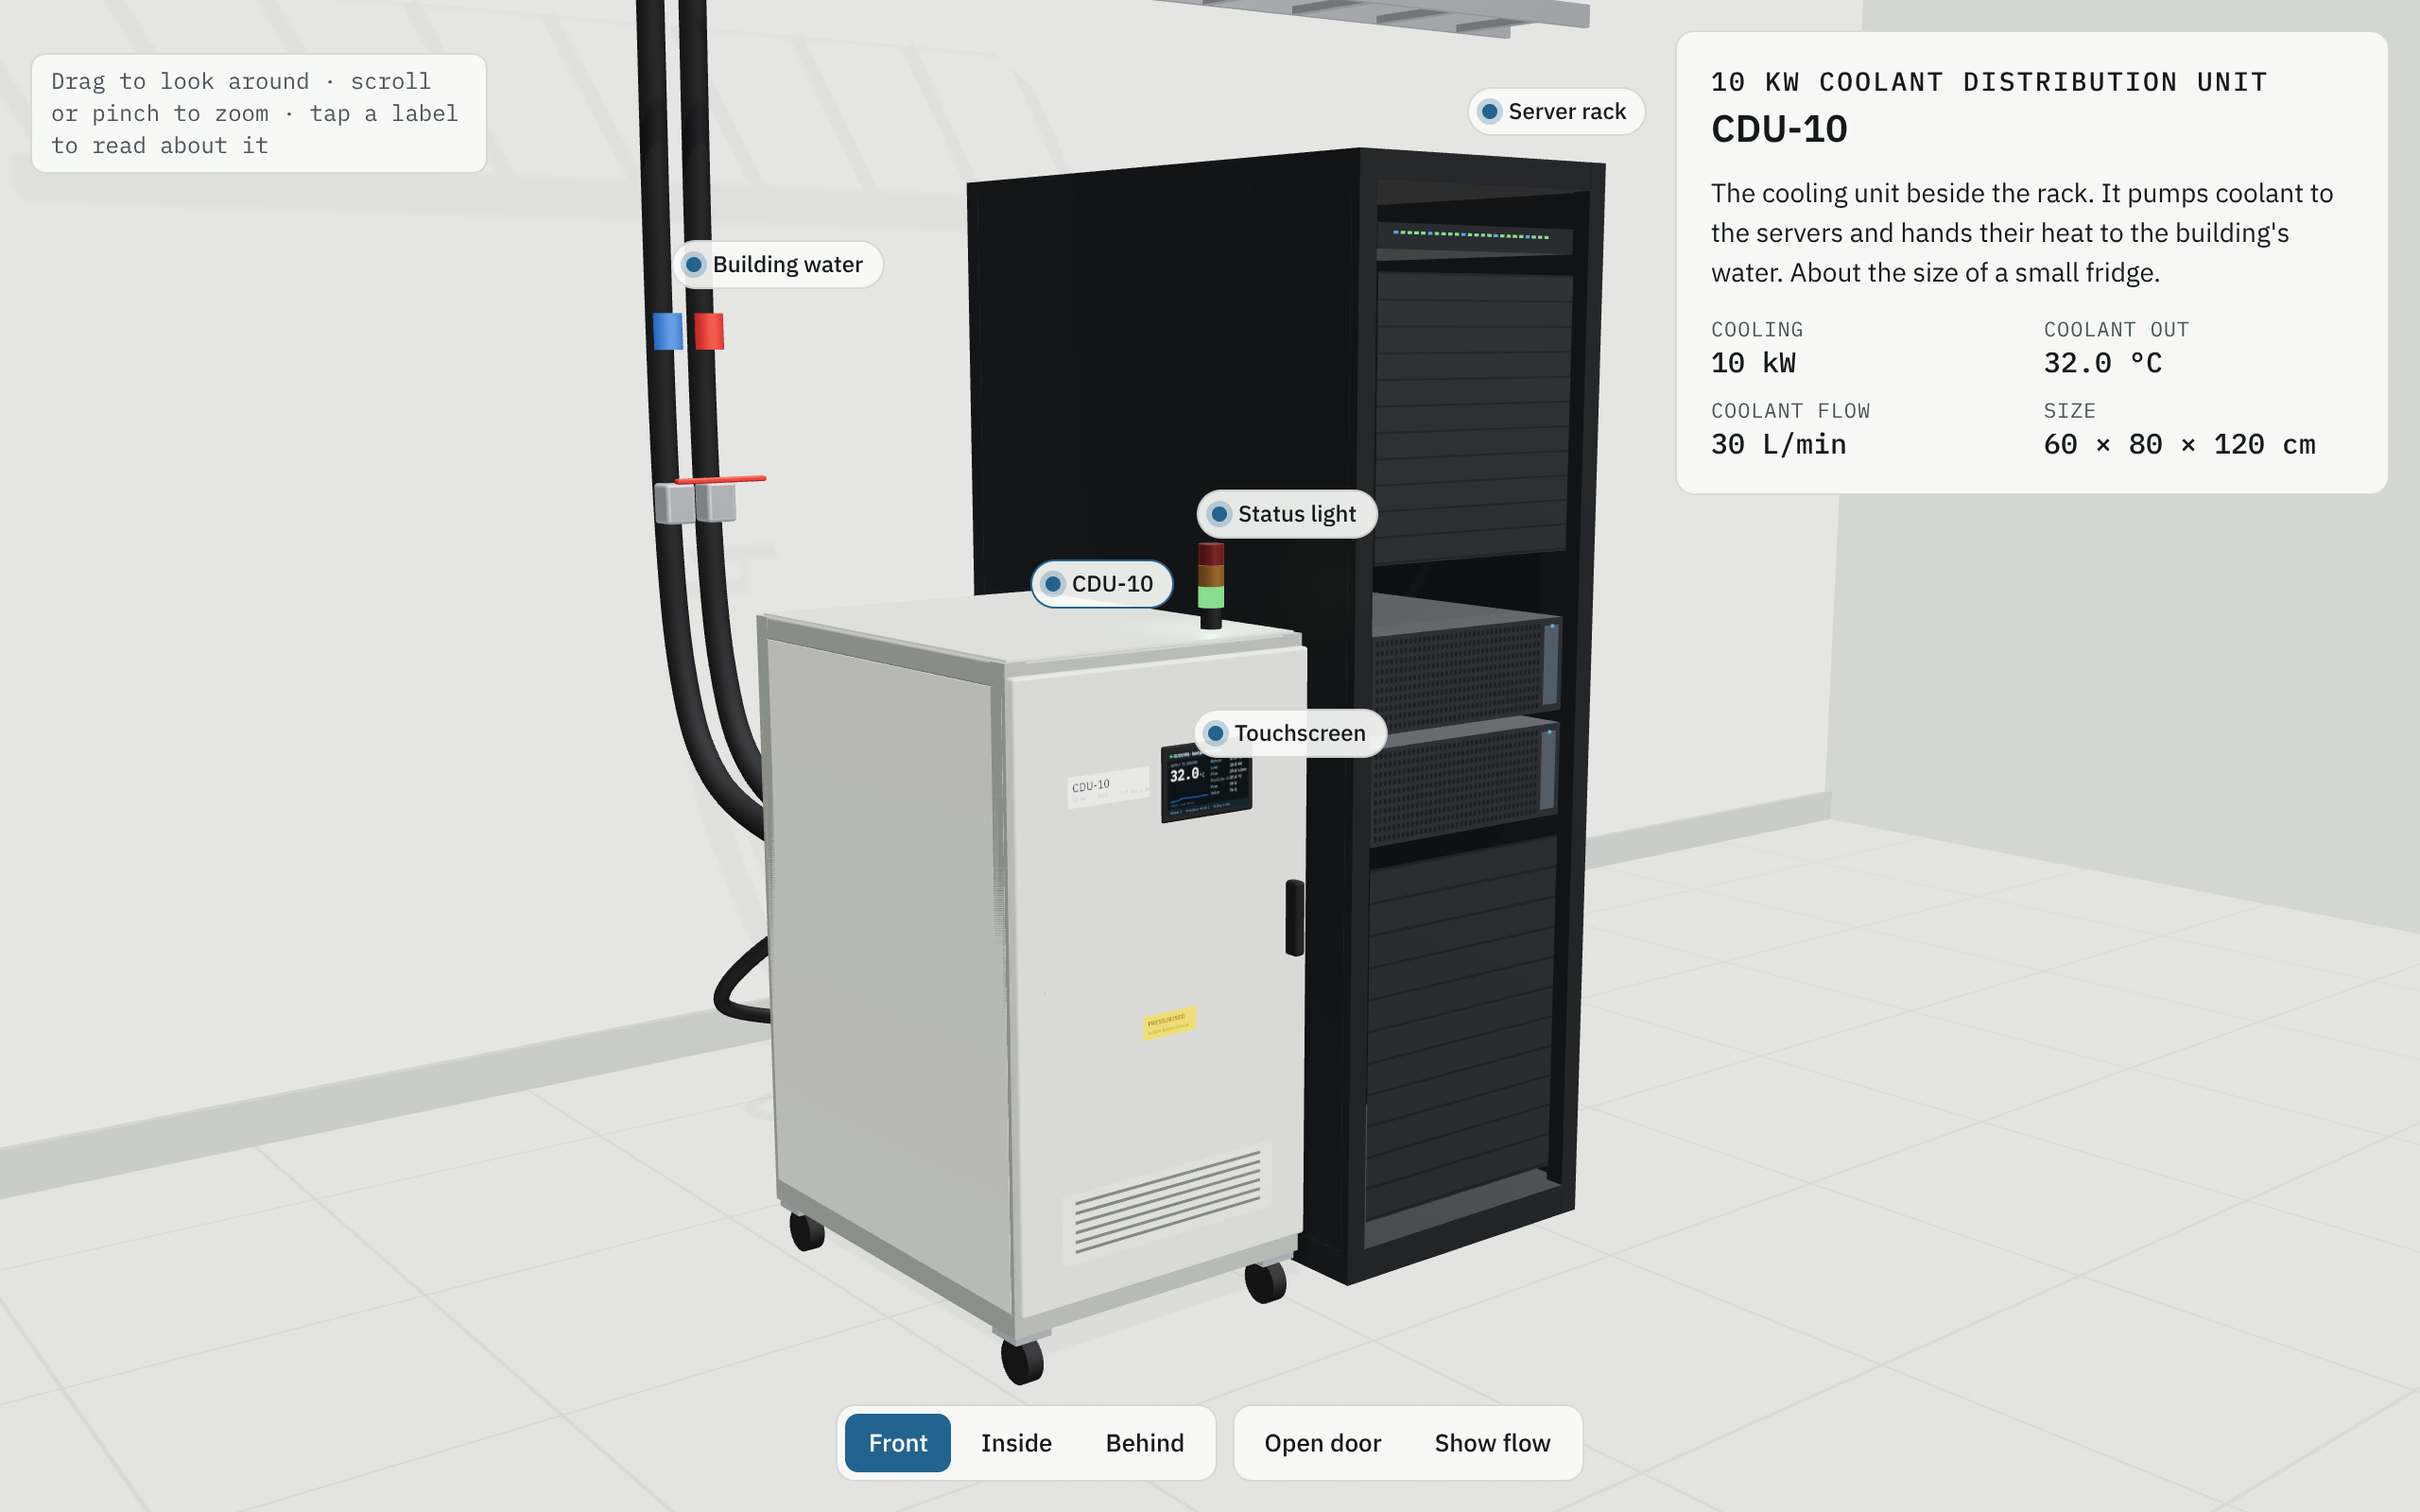 Drag to look around · scroll
or pinch to zoom · tap a label
to read about it
10 KW COOLANT DISTRIBUTION UNIT
CDU-10
The cooling unit beside the rack. It pumps coolant to
the servers and hands their heat to the building's
water. About the size of a small fridge.
COOLING
10 kW
COOLANT OUT
32.0 °C
COOLANT FLOW
30 L/min
SIZE
60 × 80 × 120 cm
Server rack
Building water
Status light
CDU-10
Touchscreen
CDU-10
32.0
PRESSURISED
Front
Inside
Behind
Open door
Show flow